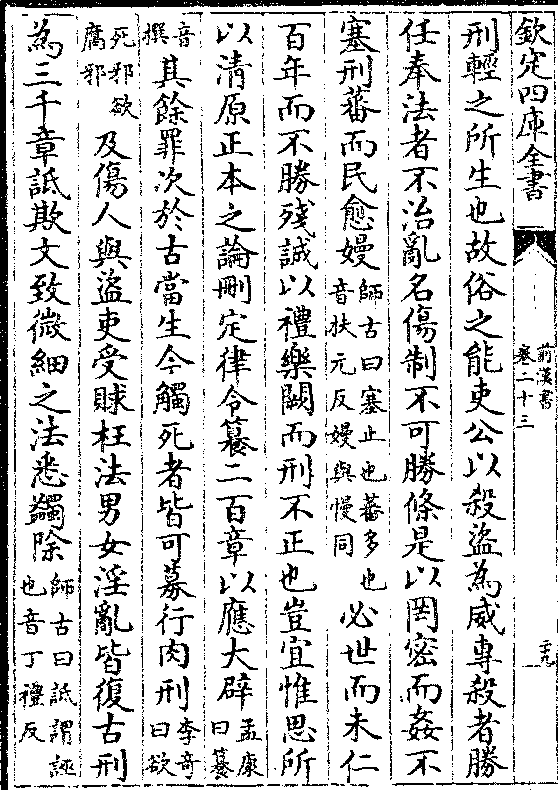 欽定四庫全書
前漢書
卷二十三
二十九
刑輕之所生也故俗之能吏公以殺盜為威專殺者勝
任奉法者不治亂名傷制不可勝條是以罔密而姦不
塞刑蕃而民愈嫚師古曰塞止也蕃多也音扶元反嫚與慢同必世而未仁
百年而不勝殘誠以禮樂闕而刑不正也豈宜惟思所
以清原正本之論刪定律令籑二百章以應大辟孟康曰籑
音撰其餘罪次於古當生今觸死者皆可募行肉刑李奇曰欲
死邪欲腐邪及傷人與盜吏受賕枉法男女淫亂皆復古刑
為三千章詆欺文致微細之法悉蠲除師古曰詆謂誣也音丁禮反